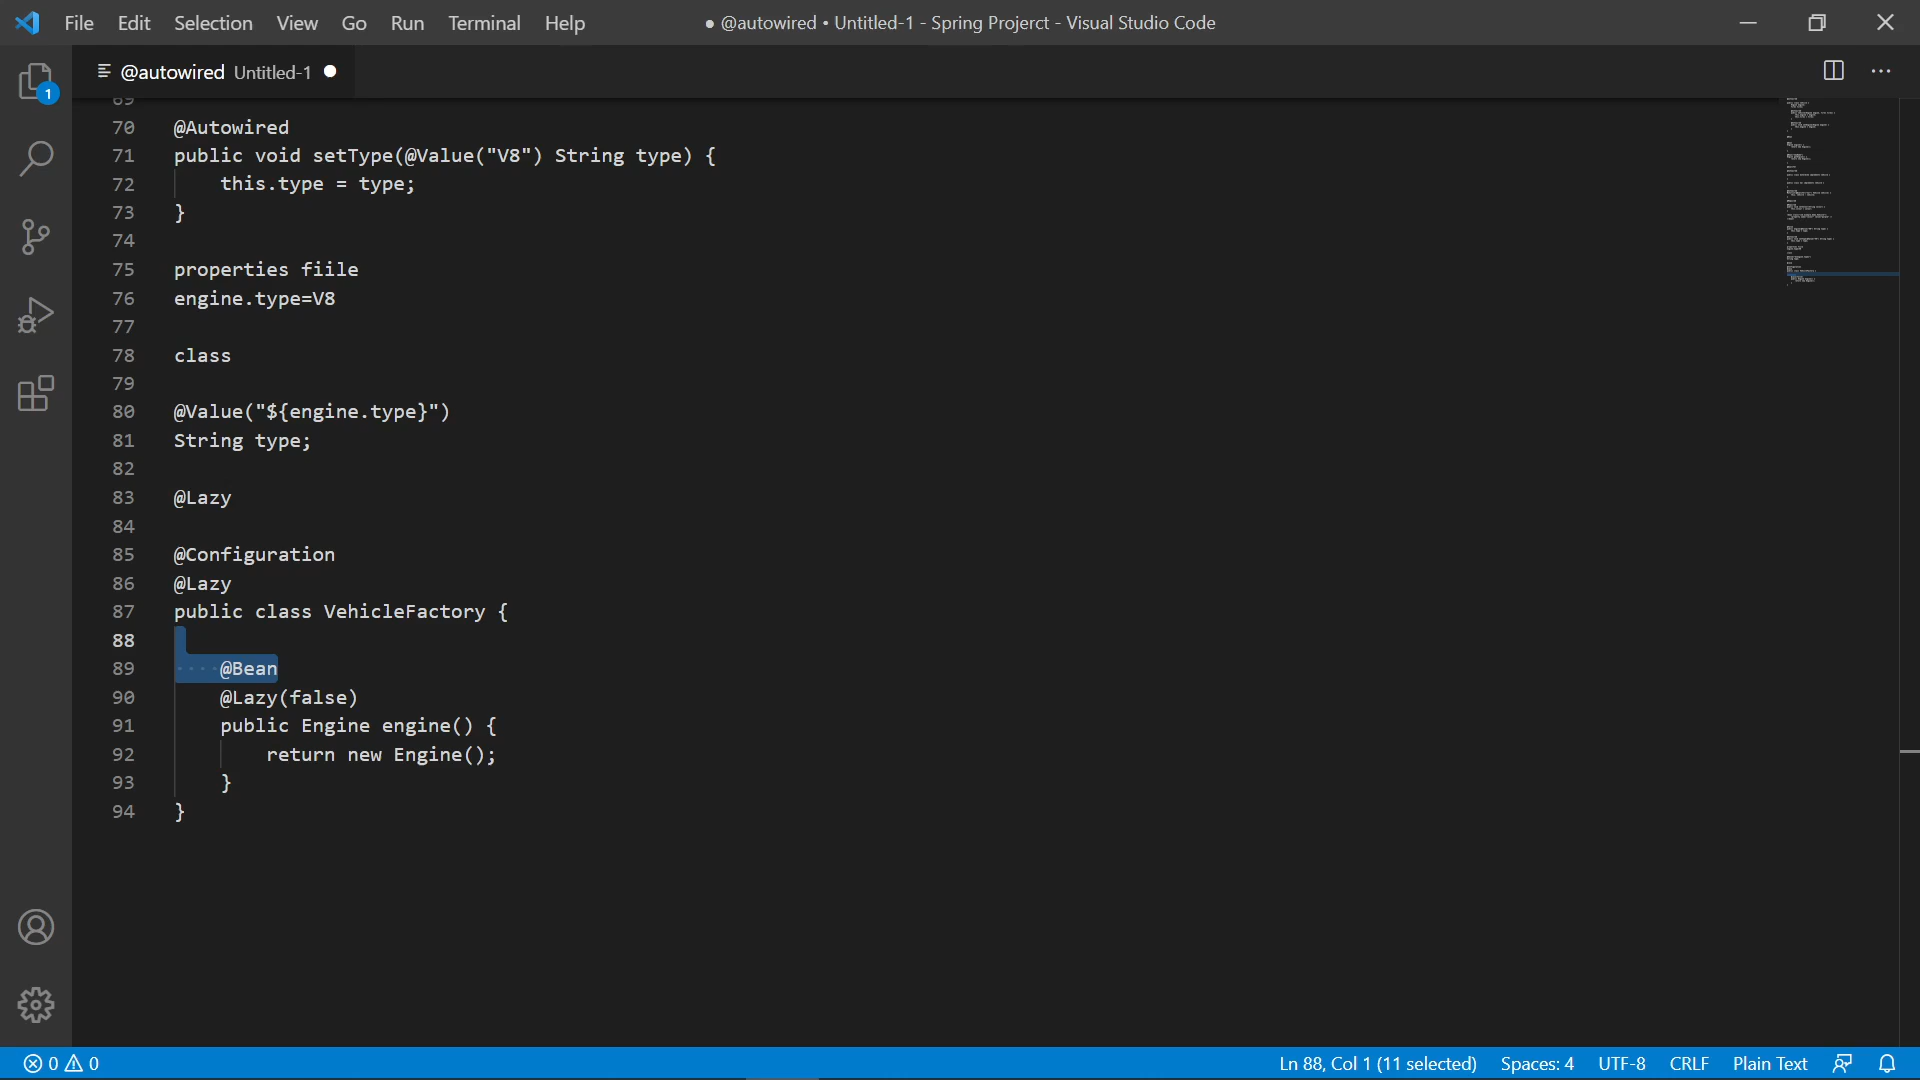 File Edit Selection View Go Run Terminal Help ● @autowired • Untitled-1 - Spring Projerct - Visual Studio Code
@autowired Untitled-1
1
69
70 @Autowired
71 public void setType(@Value("V8") String type) {
72 this.type = type;
73 }
74
75 properties fiile
76 engine.type=V8
77
78 class
79
80 @Value("${engine.type}")
81 String type;
82
83 @Lazy
84
85 @Configuration
86 @Lazy
87 public class VehicleFactory {
88
89 ····@Bean
90 @Lazy(false)
91 public Engine engine() {
92 return new Engine();
93 }
94 }
0 0 Ln 88, Col 1 (11 selected) Spaces: 4 UTF-8 CRLF Plain Text